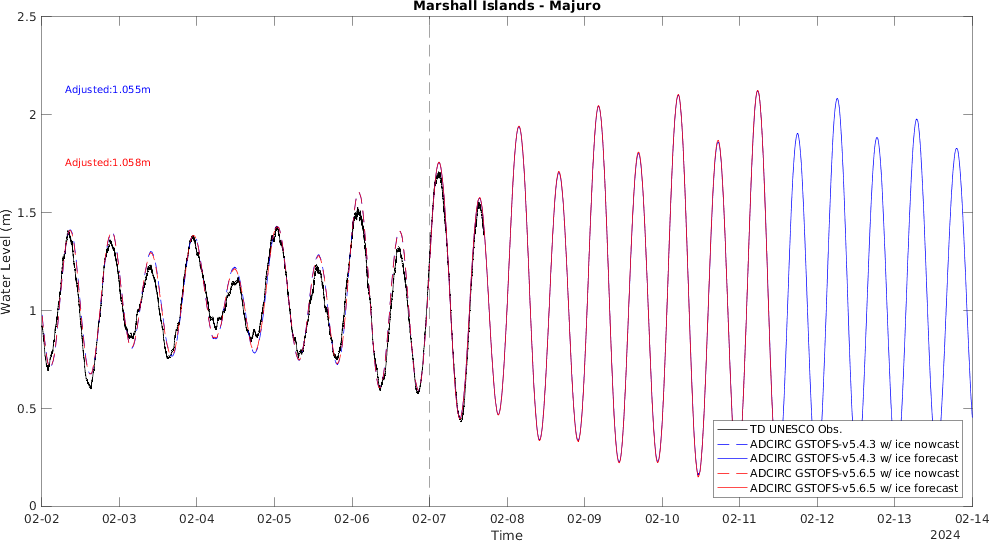 Marshall Islands - Majuro
2.5
Adjusted:1.055m
2
Adjusted:1.058m
1.5
Water Level (m)
1
0.5
TD UNESCO Obs.
ADCIRC GSTOFS-v5.4.3 w/ ice nowcast
ADCIRC GSTOFS-v5.4.3 w/ ice forecast
ADCIRC GSTOFS-v5.6.5 w/ ice nowcast
ADCIRC GSTOFS-v5.6.5 w/ ice forecast
0
02-02 02-03 02-04 02-05 02-06 02-07 02-08 02-09 02-10 02-11 02-12 02-13 02-14
Time
2024